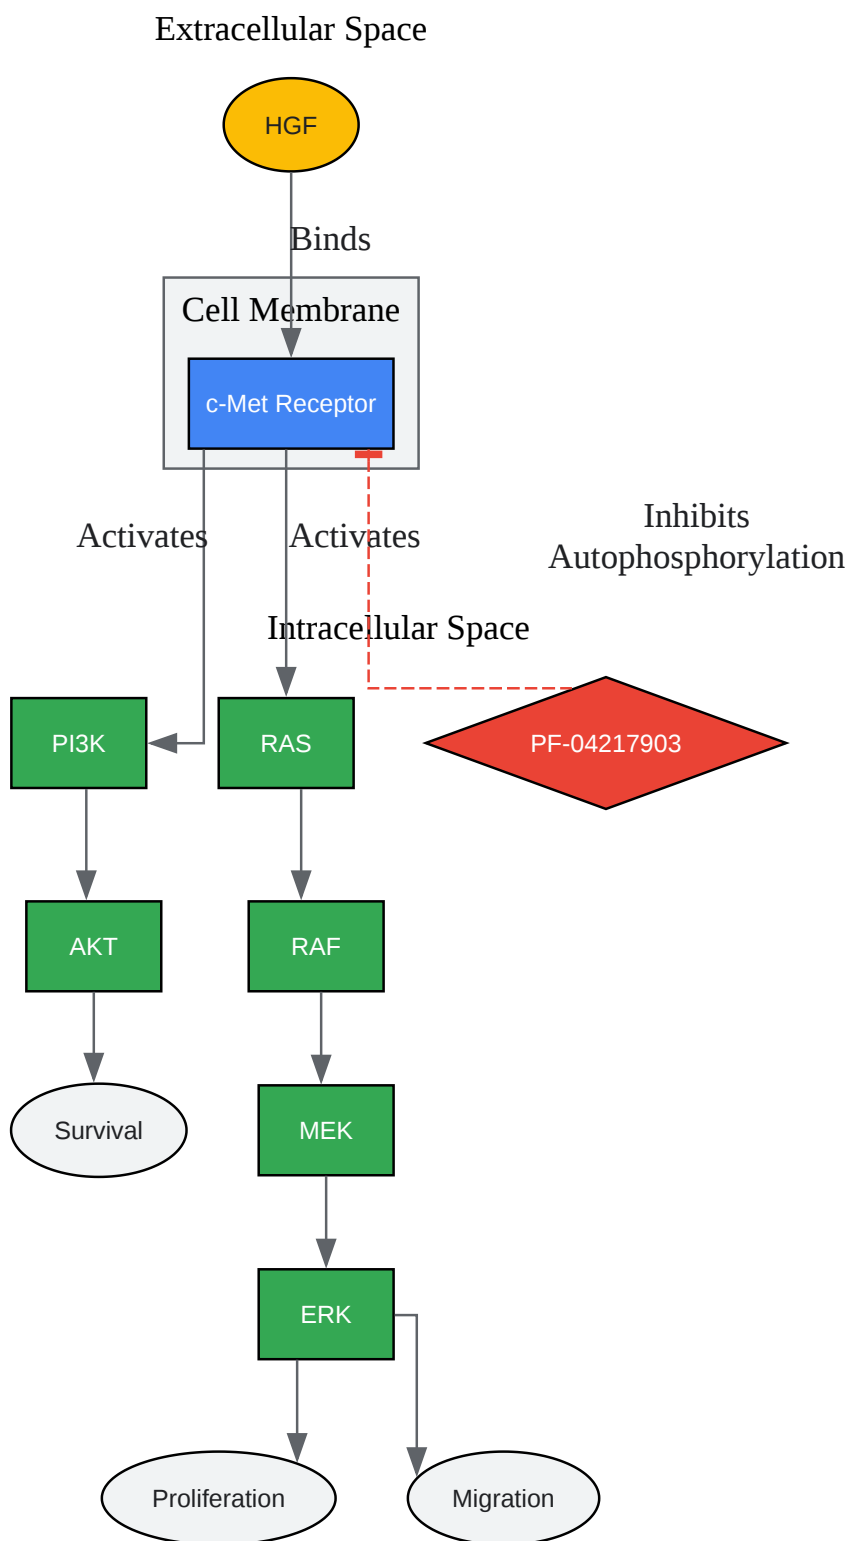 Extracellular Space
HGF
Binds
Cell Membrane
c-Met Receptor
Activates
Activates
Inhibits
Autophosphorylation
Intracellular Space
PI3K
RAS
PF-04217903
AKT
RAF
Survival
MEK
ERK
Proliferation
Migration